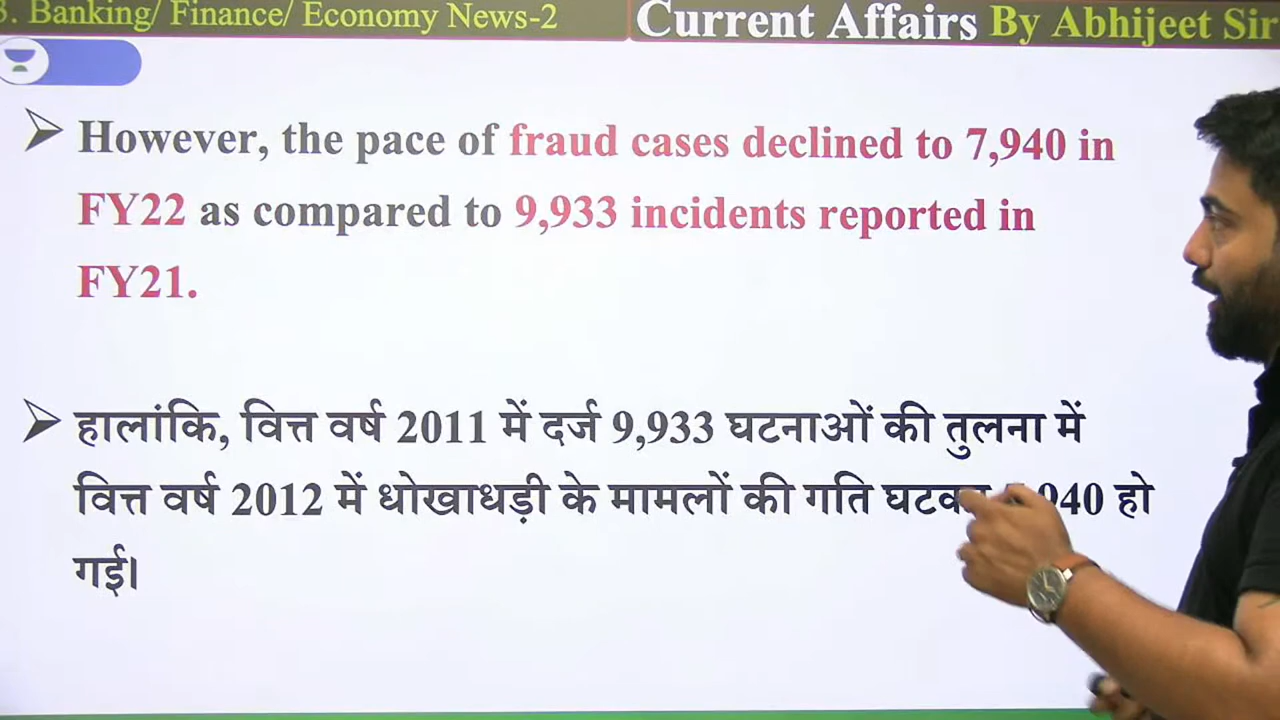 3. Banking/ Finance/ Economy News-2
Current Affairs By Abhijeet Sir
However, the pace of fraud cases declined to 7,940 in
FY22 as compared to 9,933 incidents reported in
FY21.
हालांकि, वित्त वर्ष 2011 में दर्ज 9,933 घटनाओं की तुलना में
वित्त वर्ष 2012 में धोखाधड़ी के मामलों की गति हो
गई।